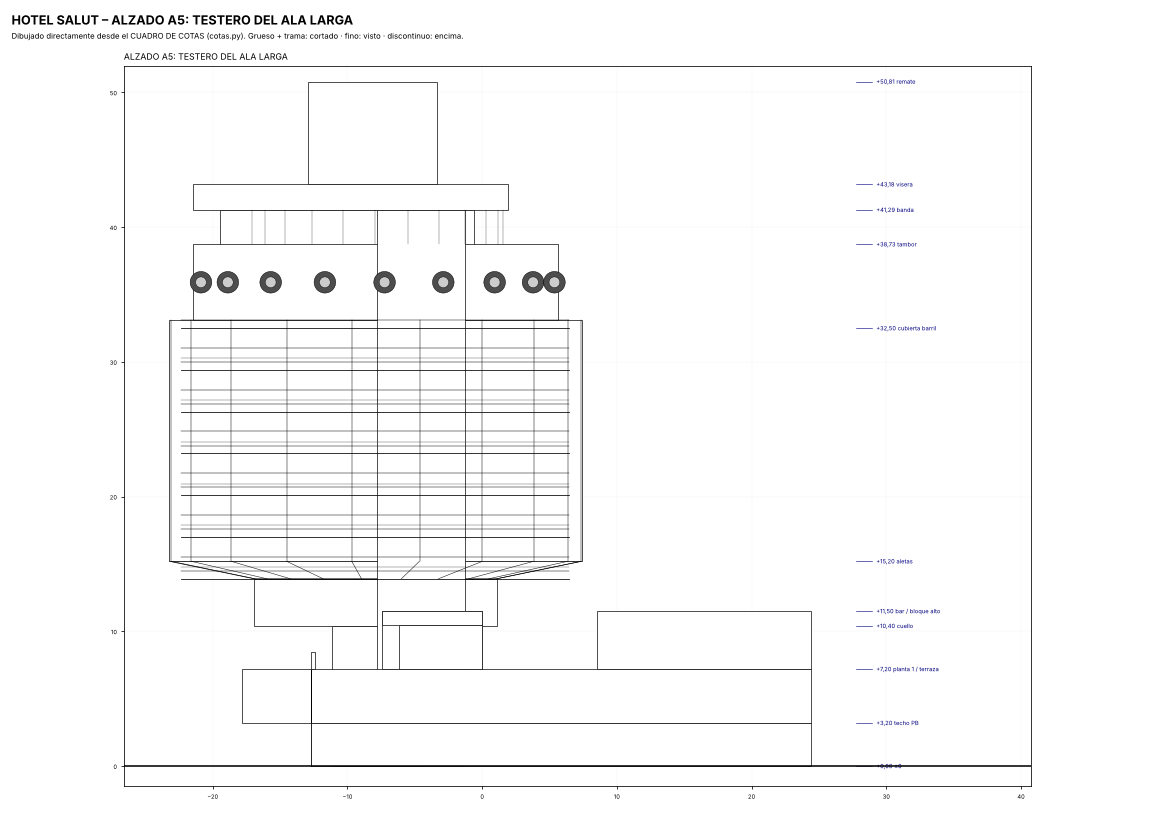 HOTEL SALUT – ALZADO A5: TESTERO DEL ALA LARGA
Dibujado directamente desde el CUADRO DE COTAS (cotas.py). Grueso + trama: cortado · fino: visto · discontinuo: encima.
ALZADO A5: TESTERO DEL ALA LARGA
+50,81 remate
50
+43,18 visera
+41,29 banda
40
+38,73 tambor
+32,50 cubierta barril
30
20
+15,20 aletas
+11,50 bar / bloque alto
10
+10,40 cuello
+7,20 planta 1 / terraza
+3,20 techo PB
0
−20
−10
0
10
20
30
40